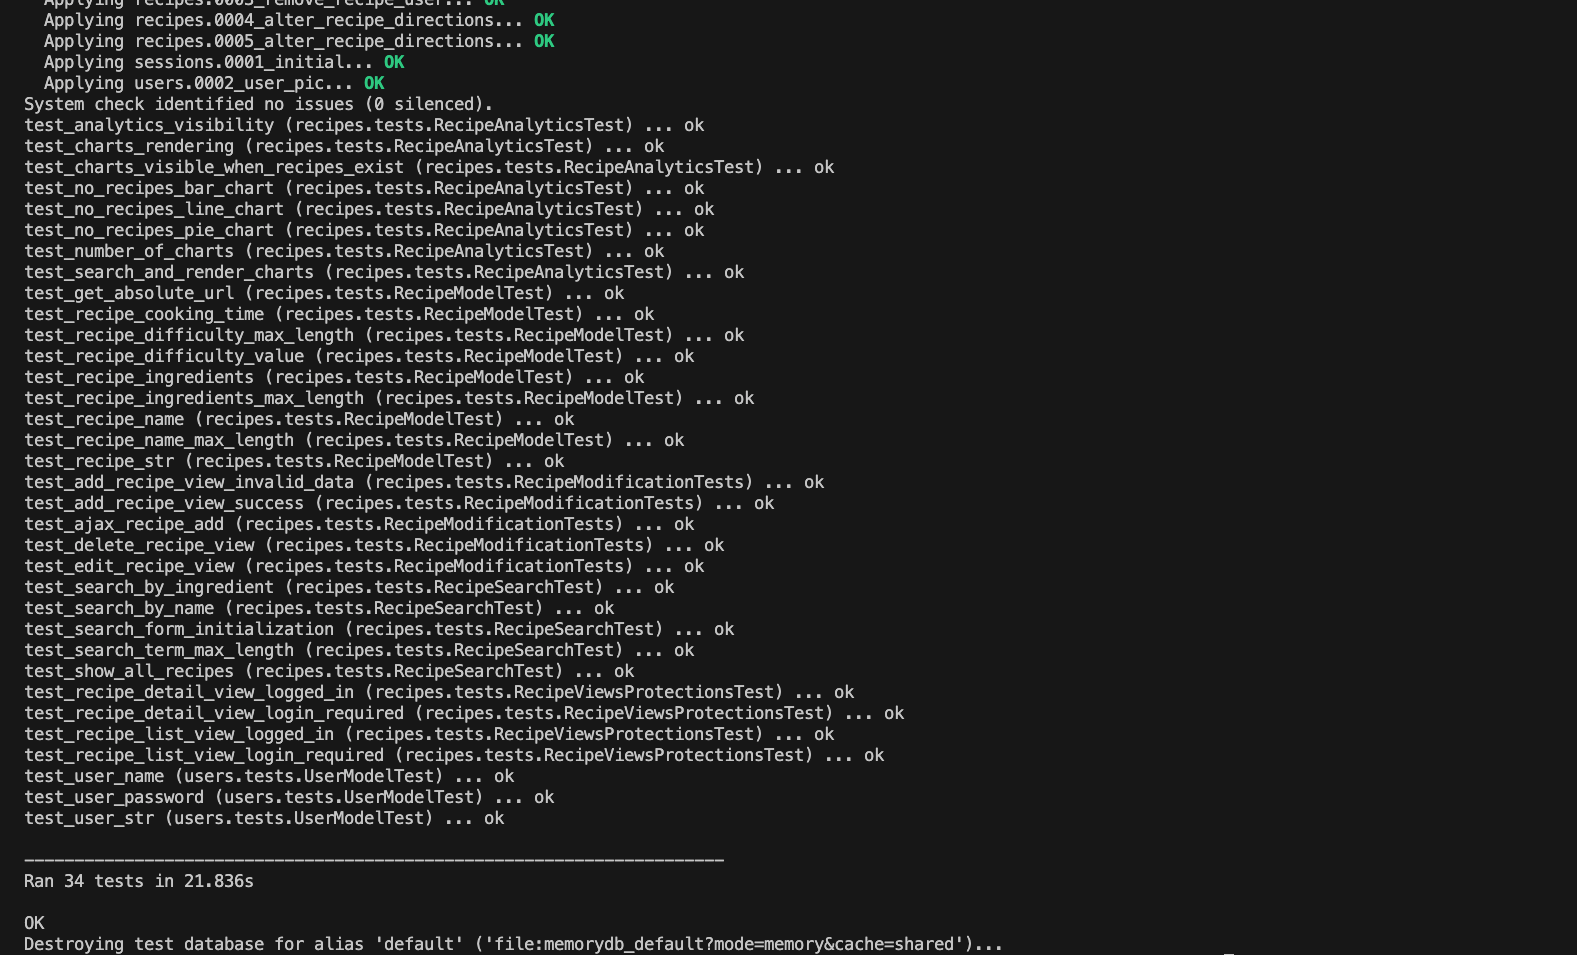 Applying recipes.0003_remove_recipe_user... OK
Applying recipes.0004_alter_recipe_directions... OK
Applying recipes.0005_alter_recipe_directions... OK
Applying sessions.0001_initial... OK
Applying users.0002_user_pic... OK
System check identified no issues (0 silenced).
test_analytics_visibility (recipes.tests.RecipeAnalyticsTest) ... ok
test_charts_rendering (recipes.tests.RecipeAnalyticsTest) ... ok
test_charts_visible_when_recipes_exist (recipes.tests.RecipeAnalyticsTest) ... ok
test_no_recipes_bar_chart (recipes.tests.RecipeAnalyticsTest) ... ok
test_no_recipes_line_chart (recipes.tests.RecipeAnalyticsTest) ... ok
test_no_recipes_pie_chart (recipes.tests.RecipeAnalyticsTest) ... ok
test_number_of_charts (recipes.tests.RecipeAnalyticsTest) ... ok
test_search_and_render_charts (recipes.tests.RecipeAnalyticsTest) ... ok
test_get_absolute_url (recipes.tests.RecipeModelTest) ... ok
test_recipe_cooking_time (recipes.tests.RecipeModelTest) ... ok
test_recipe_difficulty_max_length (recipes.tests.RecipeModelTest) ... ok
test_recipe_difficulty_value (recipes.tests.RecipeModelTest) ... ok
test_recipe_ingredients (recipes.tests.RecipeModelTest) ... ok
test_recipe_ingredients_max_length (recipes.tests.RecipeModelTest) ... ok
test_recipe_name (recipes.tests.RecipeModelTest) ... ok
test_recipe_name_max_length (recipes.tests.RecipeModelTest) ... ok
test_recipe_str (recipes.tests.RecipeModelTest) ... ok
test_add_recipe_view_invalid_data (recipes.tests.RecipeModificationTests) ... ok
test_add_recipe_view_success (recipes.tests.RecipeModificationTests) ... ok
test_ajax_recipe_add (recipes.tests.RecipeModificationTests) ... ok
test_delete_recipe_view (recipes.tests.RecipeModificationTests) ... ok
test_edit_recipe_view (recipes.tests.RecipeModificationTests) ... ok
test_search_by_ingredient (recipes.tests.RecipeSearchTest) ... ok
test_search_by_name (recipes.tests.RecipeSearchTest) ... ok
test_search_form_initialization (recipes.tests.RecipeSearchTest) ... ok
test_search_term_max_length (recipes.tests.RecipeSearchTest) ... ok
test_show_all_recipes (recipes.tests.RecipeSearchTest) ... ok
test_recipe_detail_view_logged_in (recipes.tests.RecipeViewsProtectionsTest) ... ok
test_recipe_detail_view_login_required (recipes.tests.RecipeViewsProtectionsTest) ... ok
test_recipe_list_view_logged_in (recipes.tests.RecipeViewsProtectionsTest) ... ok
test_recipe_list_view_login_required (recipes.tests.RecipeViewsProtectionsTest) ... ok
test_user_name (users.tests.UserModelTest) ... ok
test_user_password (users.tests.UserModelTest) ... ok
test_user_str (users.tests.UserModelTest) ... ok
----------------------------------------------------------------------
Ran 34 tests in 21.836s
OK
Destroying test database for alias 'default' ('file:memorydb_default?mode=memory&cache=shared')...